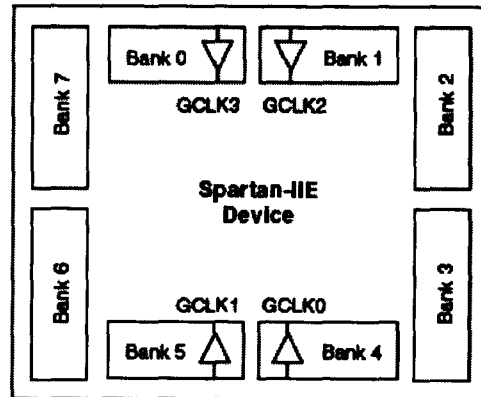 Bank 0
Bank 1
GCLK3
GCLK2
Bank 7
Bank 2
Spartan-IIE
Device
Bank 6
Bank 3
GCLK1
GCLK0
Bank 5
Bank 4